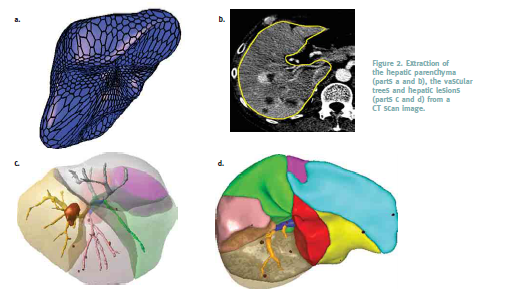 a.
b.
Figure 2. Extraction of
the hepatic parenchyma
(parts a and b), the vascular
trees and hepatic lesions
(parts c and d) from a
CT scan image.
c.
d.